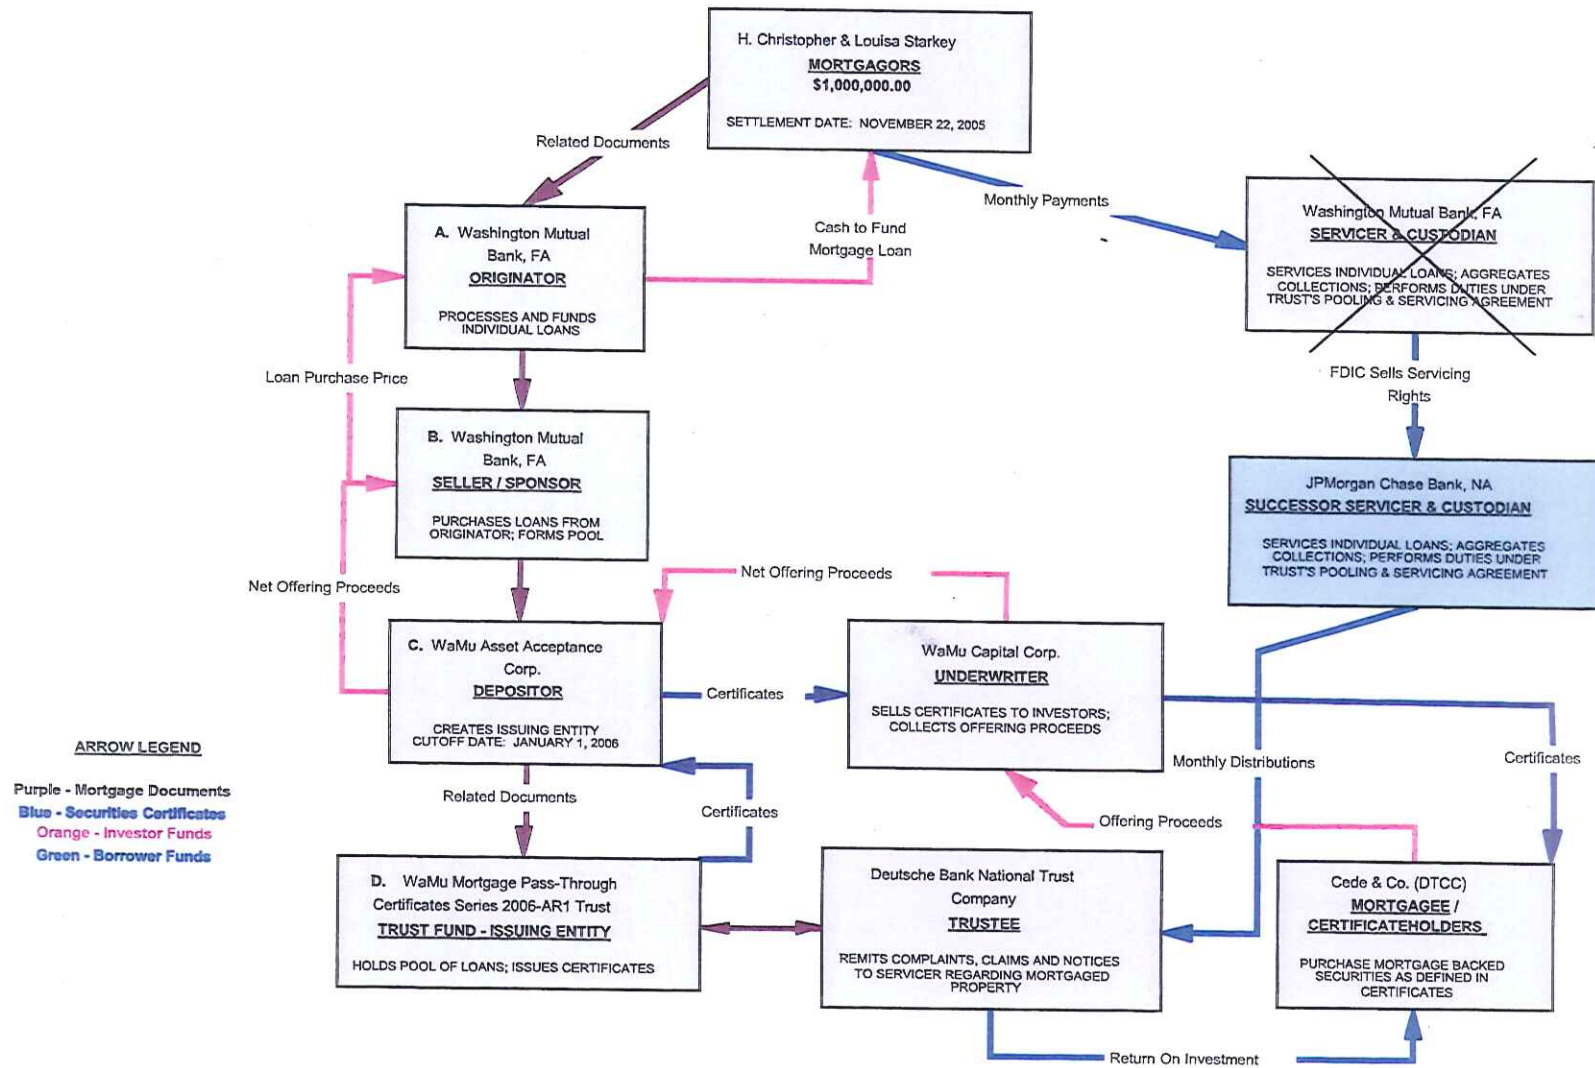 H. Christopher & Louisa Starkey
MORTGAGORS
$1,000,000.00
SETTLEMENT DATE: NOVEMBER 22, 2005
Related Documents
Monthly Payments
Cash to Fund
Mortgage Loan
A. Washington Mutual
Bank, FA
ORIGINATOR
PROCESSES AND FUNDS
INDIVIDUAL LOANS
Washington Mutual Bank, FA
SERVICER & CUSTODIAN
SERVICES INDIVIDUAL LOANS; AGGREGATES
COLLECTIONS; PERFORMS DUTIES UNDER
TRUST'S POOLING & SERVICING AGREEMENT
Loan Purchase Price
FDIC Sells Servicing
Rights
B. Washington Mutual
Bank, FA
SELLER / SPONSOR
PURCHASES LOANS FROM
ORIGINATOR; FORMS POOL
JPMorgan Chase Bank, NA
SUCCESSOR SERVICER & CUSTODIAN
SERVICES INDIVIDUAL LOANS; AGGREGATES
COLLECTIONS; PERFORMS DUTIES UNDER
TRUST'S POOLING & SERVICING AGREEMENT
Net Offering Proceeds
Net Offering Proceeds
C. WaMu Asset Acceptance
Corp.
DEPOSITOR
CREATES ISSUING ENTITY
CUTOFF DATE: JANUARY 1, 2006
Certificates
WaMu Capital Corp.
UNDERWRITER
SELLS CERTIFICATES TO INVESTORS;
COLLECTS OFFERING PROCEEDS
Monthly Distributions
Certificates
ARROW LEGEND
Purple - Mortgage Documents
Blue - Securities Certificates
Orange - Investor Funds
Green - Borrower Funds
Related Documents
Certificates
Offering Proceeds
D. WaMu Mortgage Pass-Through
Certificates Series 2006-AR1 Trust
TRUST FUND - ISSUING ENTITY
HOLDS POOL OF LOANS; ISSUES CERTIFICATES
Deutsche Bank National Trust
Company
TRUSTEE
REMITS COMPLAINTS, CLAIMS AND NOTICES
TO SERVICER REGARDING MORTGAGED
PROPERTY
Cede & Co. (DTCC)
MORTGAGEE /
CERTIFICATEHOLDERS
PURCHASE MORTGAGE BACKED
SECURITIES AS DEFINED IN
CERTIFICATES
Return On Investment